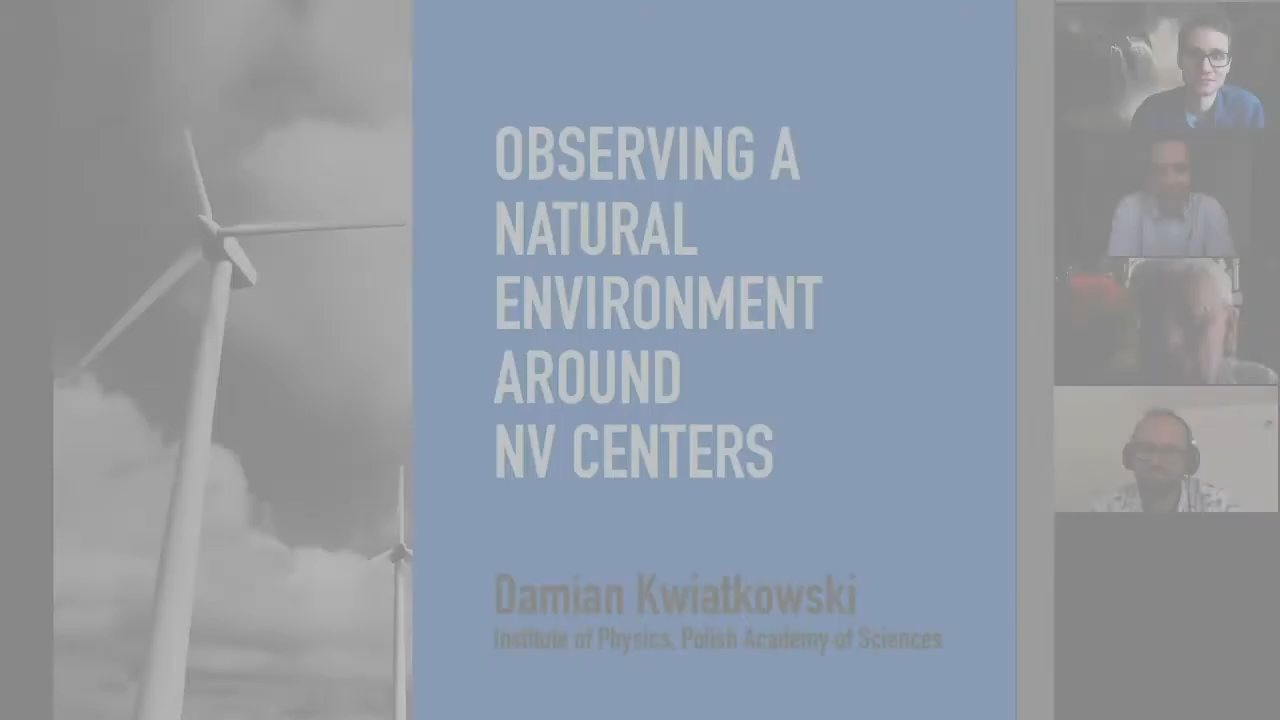 OBSERVING A
NATURAL
ENVIRONMENT
AROUND
NV CENTERS
Damian Kwiatkowski
Institute of Physics, Polish Academy of Sciences